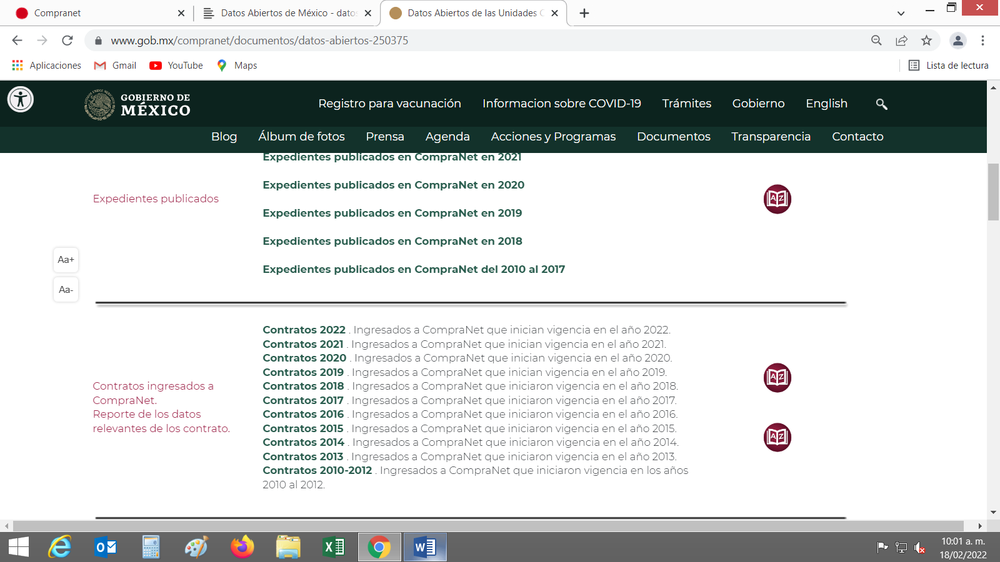 Compranet
Datos Abiertos de México - dato
Datos Abiertos de las Unidades C
www.gob.mx/compranet/documentos/datos-abiertos-250375
Aplicaciones
Gmail
YouTube
Maps
Lista de lectura
GOBIERNO DE
MÉXICO
Registro para vacunación
Informacion sobre COVID-19
Trámites
Gobierno
English
Blog
Álbum de fotos
Prensa
Agenda
Acciones y Programas
Documentos
Transparencia
Contacto
Expedientes publicados en CompraNet en 2021
Expedientes publicados en CompraNet en 2020
Expedientes publicados
AZ
Expedientes publicados en CompraNet en 2019
Expedientes publicados en CompraNet en 2018
Aa+
Expedientes publicados en CompraNet del 2010 al 2017
Aa-
Contratos 2022 . Ingresados a CompraNet que inician vigencia en el año 2022.
Contratos 2021 . Ingresados a CompraNet que inician vigencia en el año 2021.
Contratos 2020 . Ingresados a CompraNet que inician vigencia en el año 2020.
Contratos 2019 . Ingresados a CompraNet que inician vigencia en el año 2019.
Contratos 2018 . Ingresados a CompraNet que iniciaron vigencia en el año 2018.
Contratos 2017 . Ingresados a CompraNet que iniciaron vigencia en el año 2017.
Contratos 2016 . Ingresados a CompraNet que iniciaron vigencia en el año 2016.
Contratos 2015 . Ingresados a CompraNet que iniciaron vigencia en el año 2015.
Contratos 2014 . Ingresados a CompraNet que iniciaron vigencia en el año 2014.
Contratos 2013 . Ingresados a CompraNet que iniciaron vigencia en el año 2013.
Contratos 2010-2012 . Ingresados a CompraNet que iniciaron vigencia en los años
2010 al 2012.
Contratos ingresados a
CompraNet.
Reporte de los datos
relevantes de los contrato.
AZ
AZ
10:01 a. m.
18/02/2022